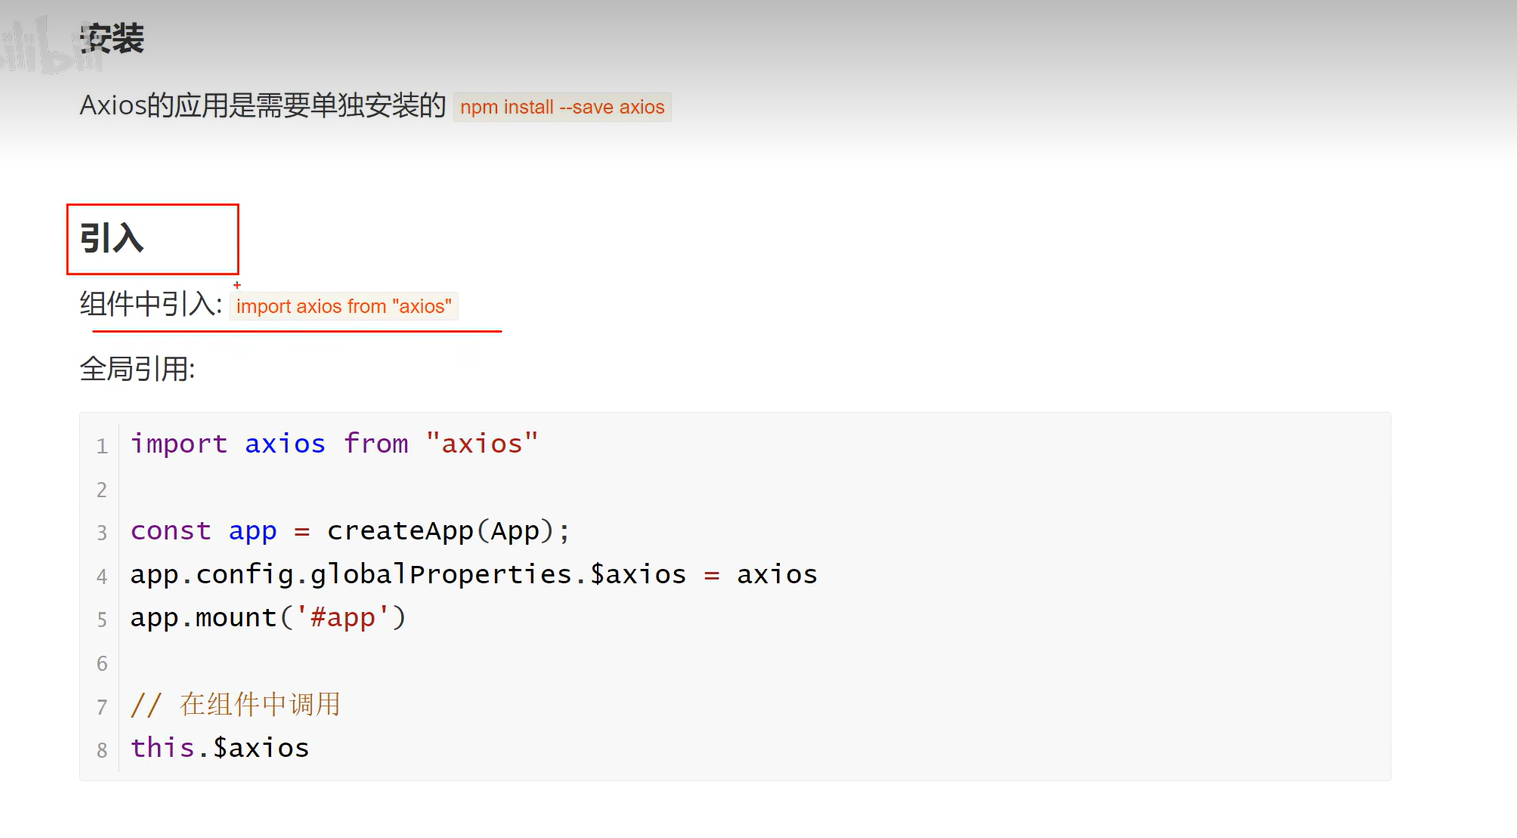 安装
Axios的应用是需要单独安装的 npm install --save axios
引入
组件中引入: import axios from "axios"
全局引用:
1 import axios from "axios"
2
3 const app = createApp(App);
4 app.config.globalProperties.$axios = axios
5 app.mount('#app')
6
7 // 在组件中调用
8 this.$axios